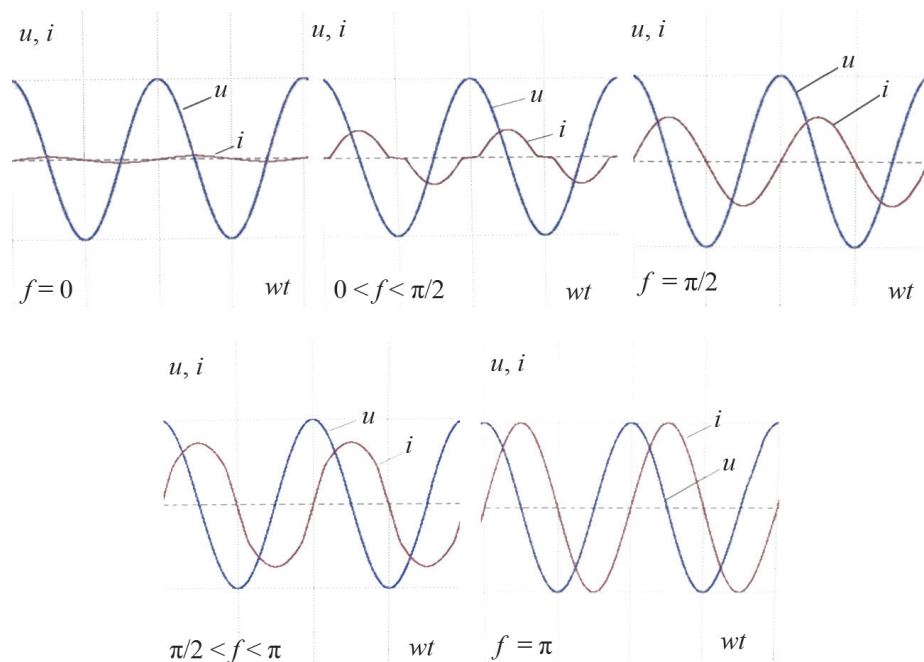 u, i
u
i
f = 0
wt
u, i
u
i
0 < f < π/2
wt
u, i
u
i
f = π/2
wt
u, i
u
i
π/2 < f < π
wt
u, i
i
u
f = π
wt